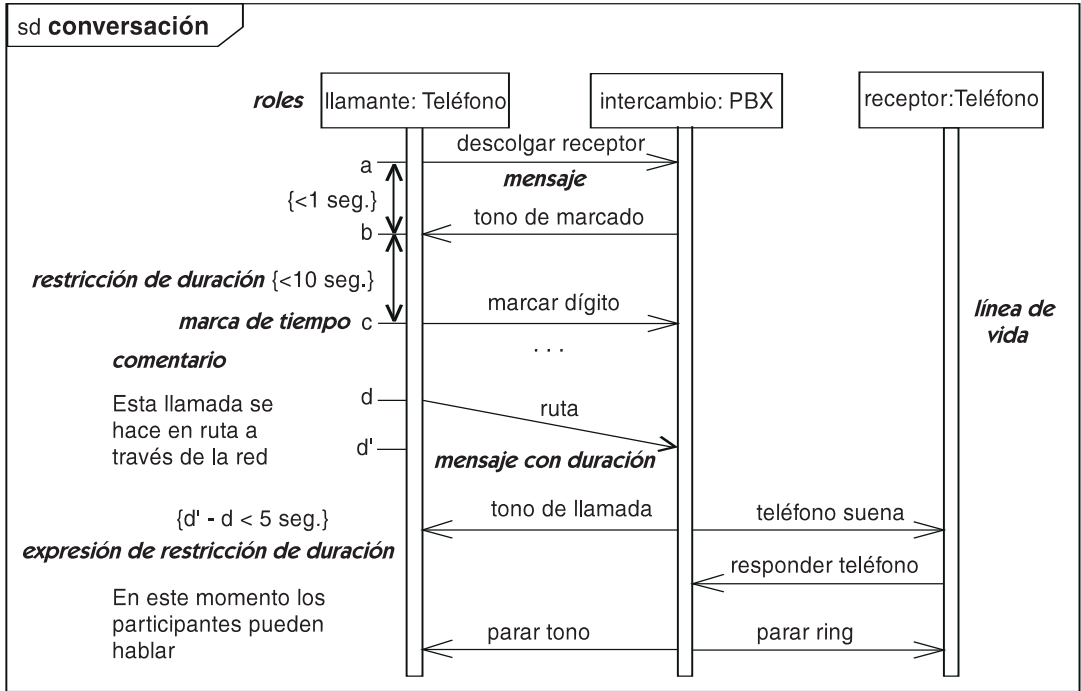 sd conversación
roles
llamante: Teléfono
intercambio: PBX
receptor:Teléfono
descolgar receptor
a
mensaje
{<1 seg.}
tono de marcado
b
restricción de duración {<10 seg.}
marcar dígito
línea de
vida
marca de tiempo c
. . .
comentario
Esta llamada se
hace en ruta a
través de la red
d
ruta
d'
mensaje con duración
{d' - d < 5 seg.}
tono de llamada
teléfono suena
expresión de restricción de duración
responder teléfono
En este momento los
participantes pueden
hablar
parar tono
parar ring